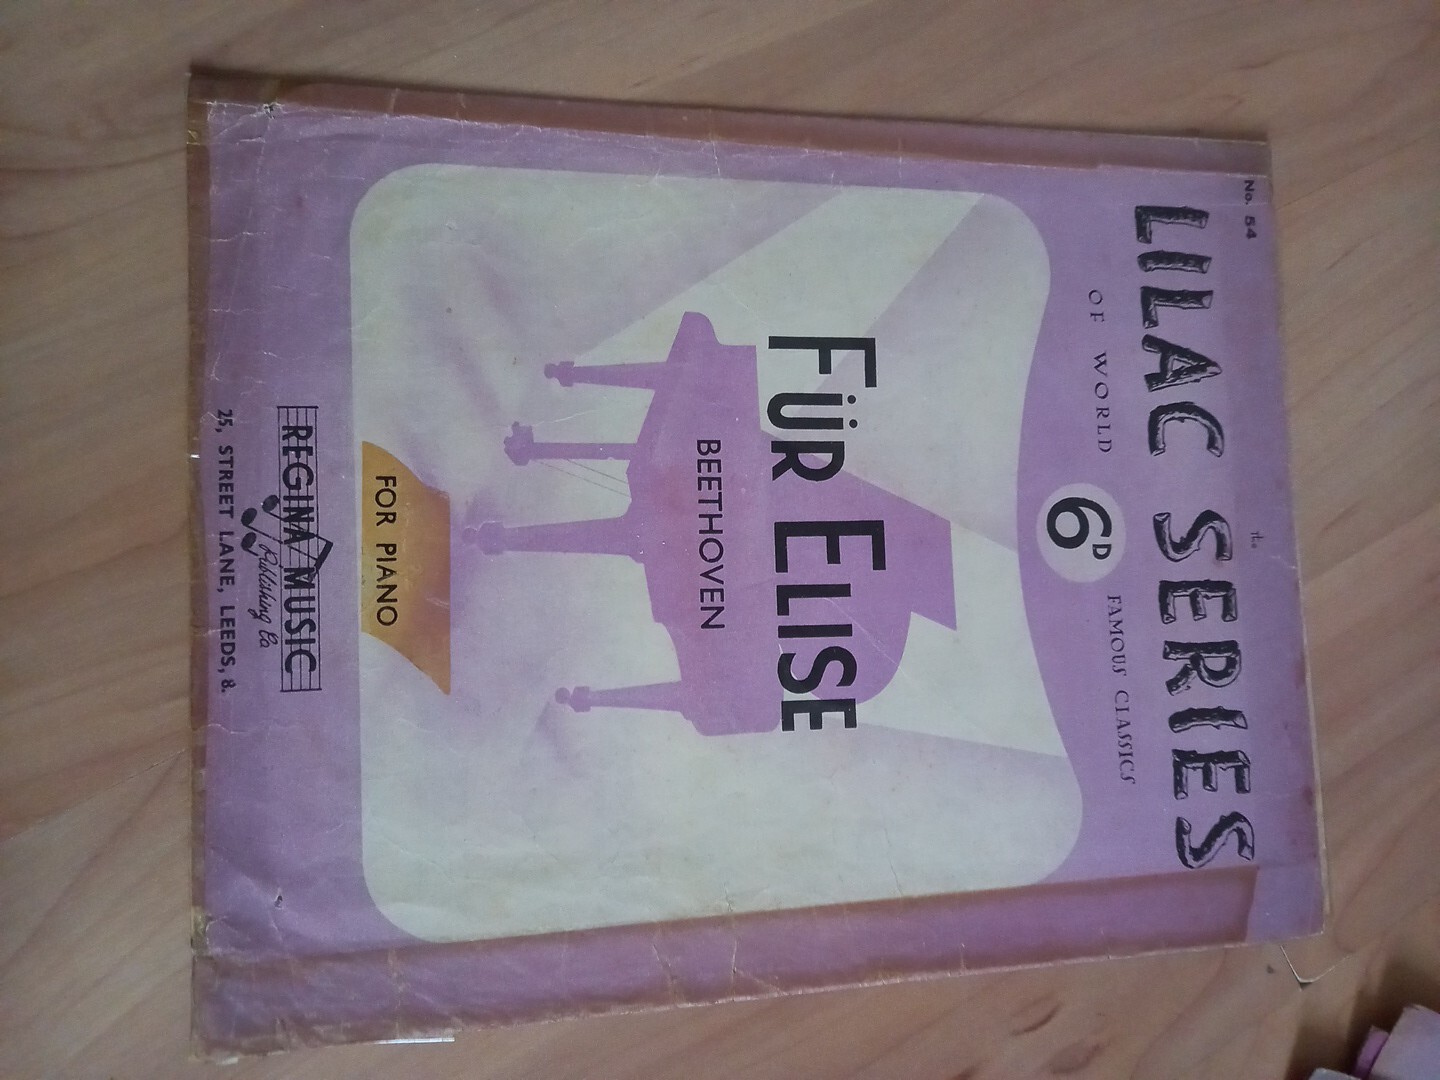 No. 54
The
LILAC SERIES
OF WORLD
6D
FAMOUS CLASSICS
FÜR ELISE
BEETHOVEN
FOR PIANO
REGINA MUSIC
Publishing Co
25, STREET LANE, LEEDS, 8.